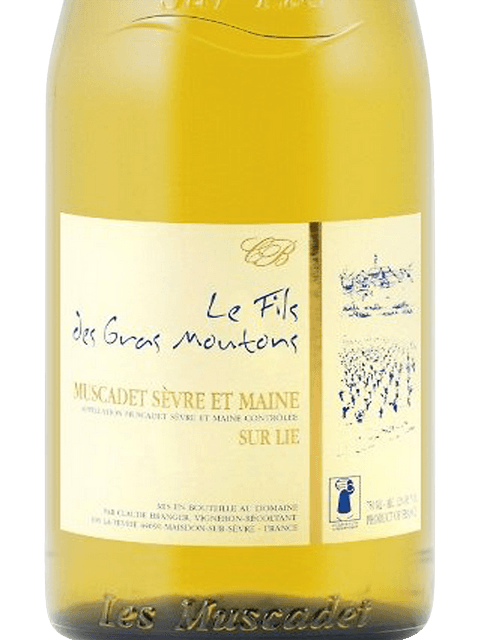 CB
Le Fils
des Gras Moutons
MUSCADET SÈVRE ET MAINE
APPELLATION MUSCADET SÈVRE ET MAINE CONTRÔLÉE
SUR LIE
MIS EN BOUTEILLE AU DOMAINE
PAR CLAUDE BRANGER, VIGNERON-RÉCOLTANT
44690 MAISDON-SUR-SÈVRE - FRANCE
PRODUCT OF FRANCE
Les Muscadet